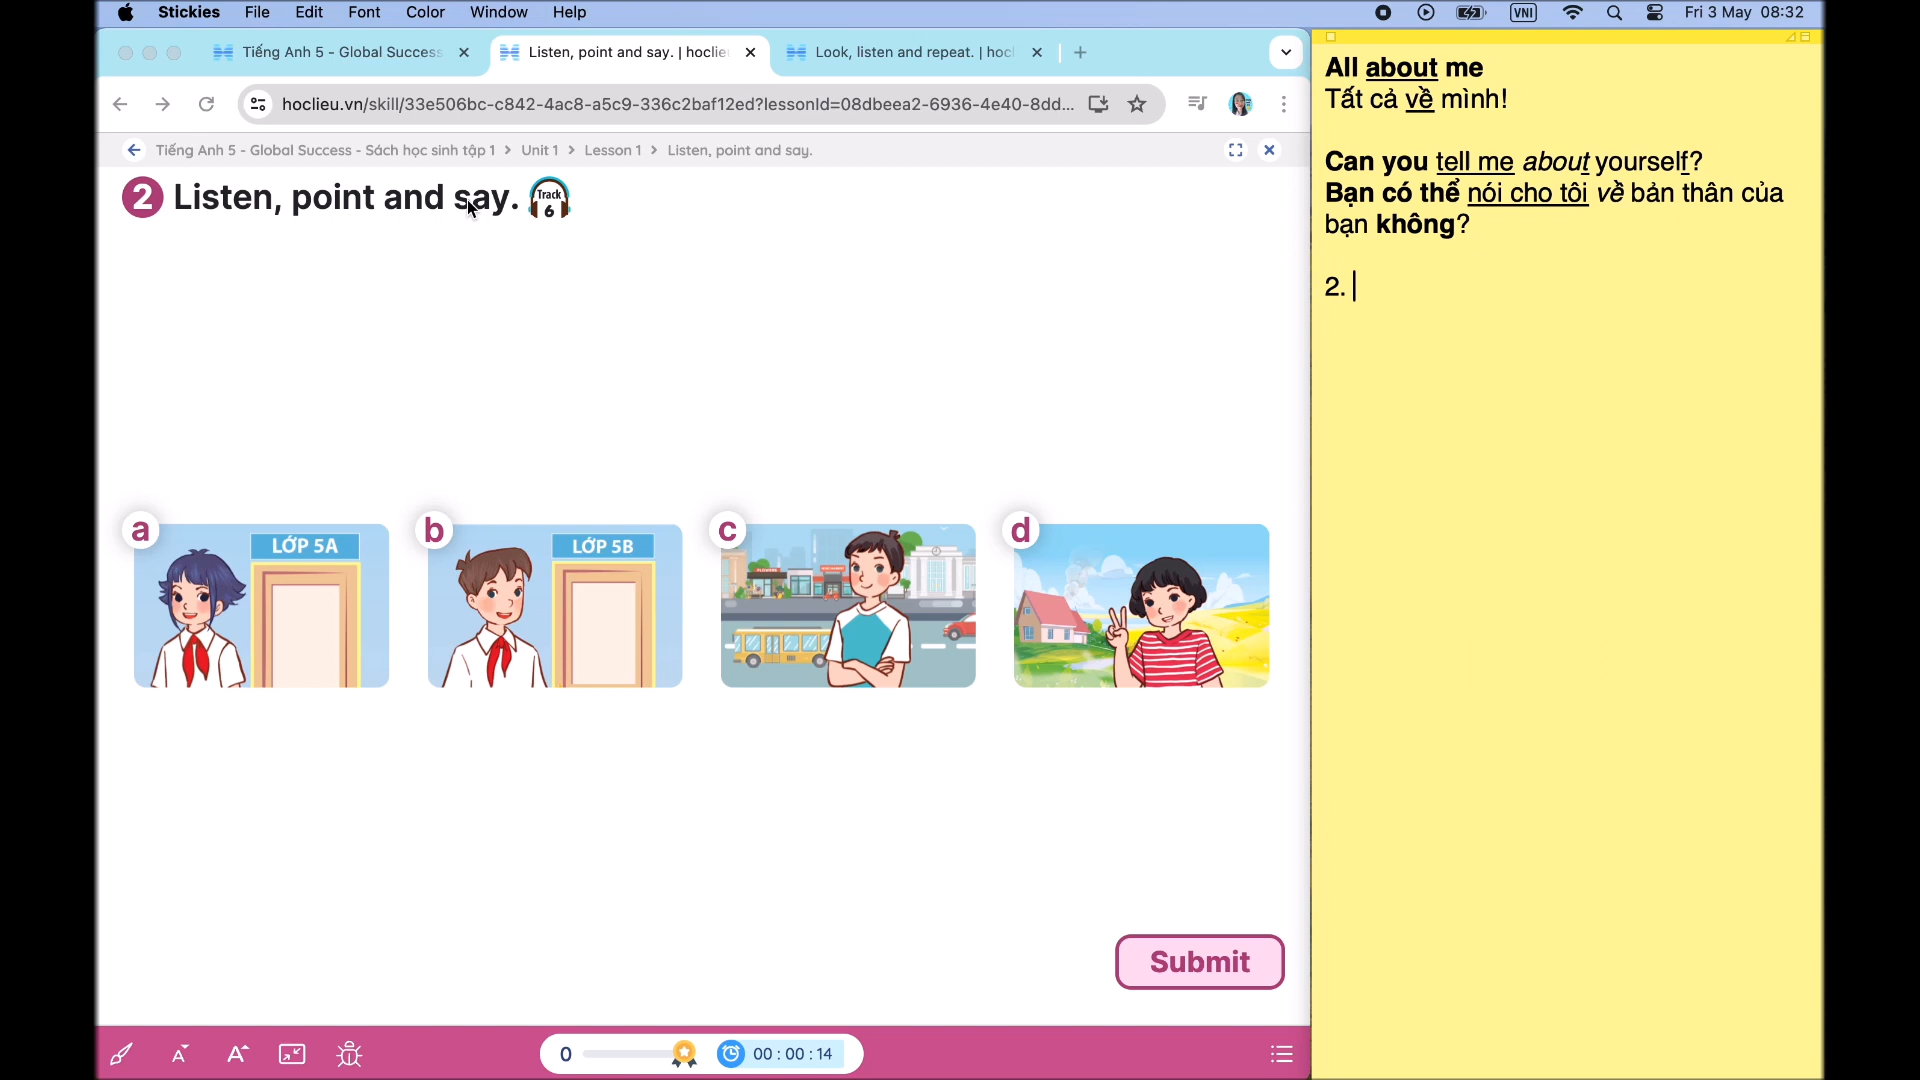 Stickies File Edit Font Color Window Help VNI Fri 3 May 08:32
Tiếng Anh 5 - Global Success
Listen, point and say. | hoclie
Look, listen and repeat. | hocl
hoclieu.vn/skill/33e506bc-c842-4ac8-a5c9-336c2baf12ed?lessonId=08dbeea2-6936-4e40-8dd...
Tiếng Anh 5 - Global Success - Sách học sinh tập 1 > Unit 1 > Lesson 1 > Listen, point and say.
2 Listen, point and say. Track 6
a
LỚP 5A
b
LỚP 5B
c
d
Submit
0
00 : 00 : 14
All about me
Tất cả về mình!
Can you tell me about yourself?
Bạn có thể nói cho tôi về bản thân của
bạn không?
2.